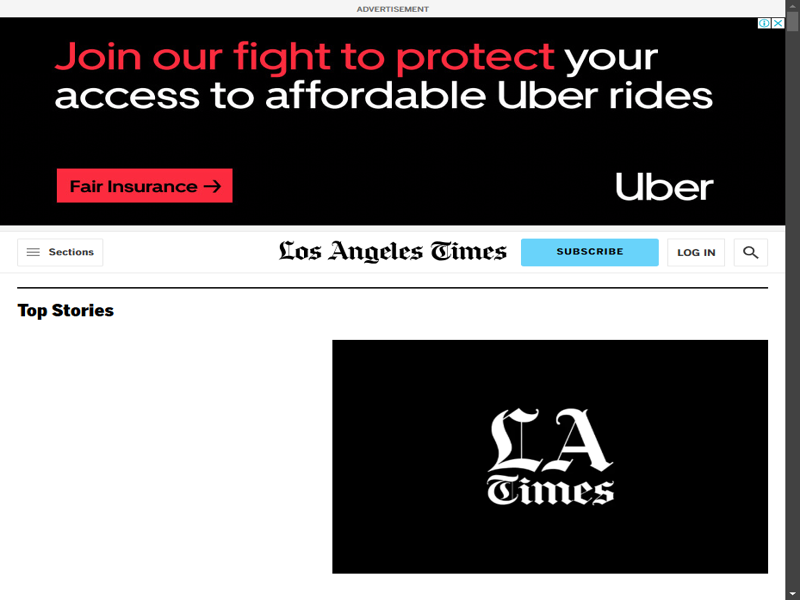 ADVERTISEMENT
Join our fight to protect your
access to affordable Uber rides
Fair Insurance →
Uber
Sections
Los Angeles Times
SUBSCRIBE
LOG IN
Top Stories
LA
Times